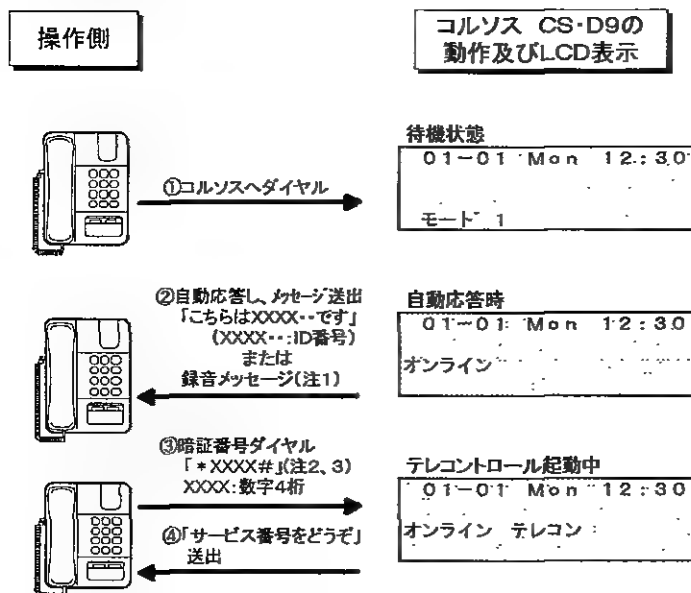 操作側
コルソス CS・D9の
動作及びLCD表示
待機状態
01-01 Mon 12:30
モード 1
①コルソスへダイヤル
②自動応答し、メッセージ送出
「こちらはXXXX・・です」
(XXXX・・:ID番号)
または
録音メッセージ(注1)
自動応答時
01-01 Mon 12:30
オンライン
③暗証番号ダイヤル
「*XXXX#」(注2、3)
XXXX:数字4桁
④「サービス番号をどうぞ」
送出
テレコントロール起動中
01-01 Mon 12:30
オンライン テレコン